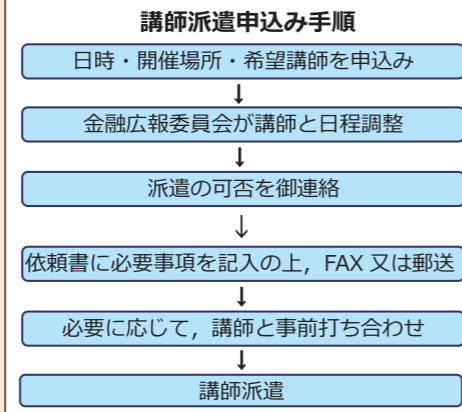 講師派遣申込み手順
日時・開催場所・希望講師を申込み
↓
金融広報委員会が講師と日程調整
↓
派遣の可否を御連絡
↓
依頼書に必要事項を記入の上，FAX 又は郵送
↓
必要に応じて，講師と事前打ち合わせ
↓
講師派遣